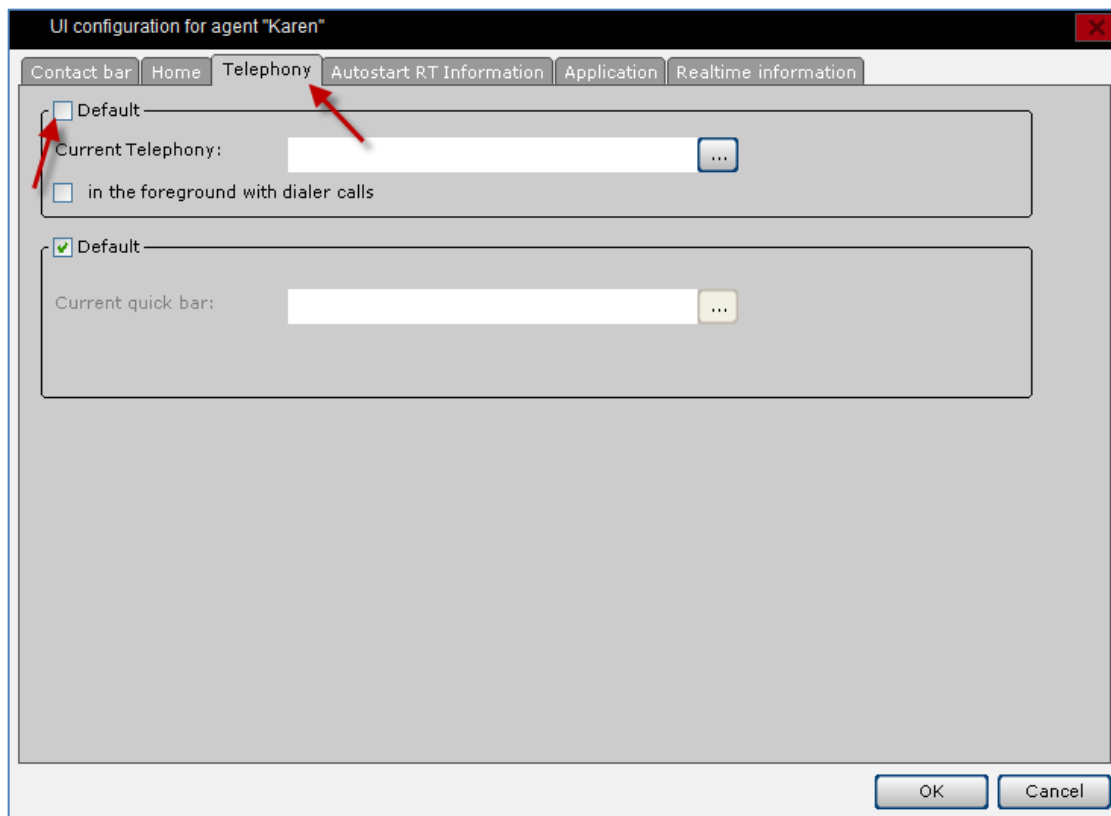 UI configuration for agent "Karen"
Contact bar Home Telephony Autostart RT Information Application Realtime information
Default
Current Telephony: ...
in the foreground with dialer calls
Default
Current quick bar: ...
OK Cancel